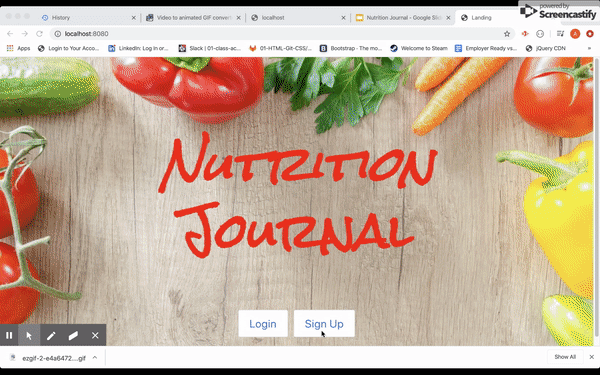 powered by
Screencastify
History
Video to animated GIF convert
localhost
Nutrition Journal - Google Slid
Landing
localhost:8080
Apps
Login to Your Acco...
LinkedIn: Log In or...
Slack | 01-class-ac...
01-HTML-Git-CSS/...
Bootstrap · The mo...
Welcome to Steam
Employer Ready vs...
jQuery CDN
Nutrition
Journal
Login
Sign Up
ezgif-2-e4a6472....gif
Show All